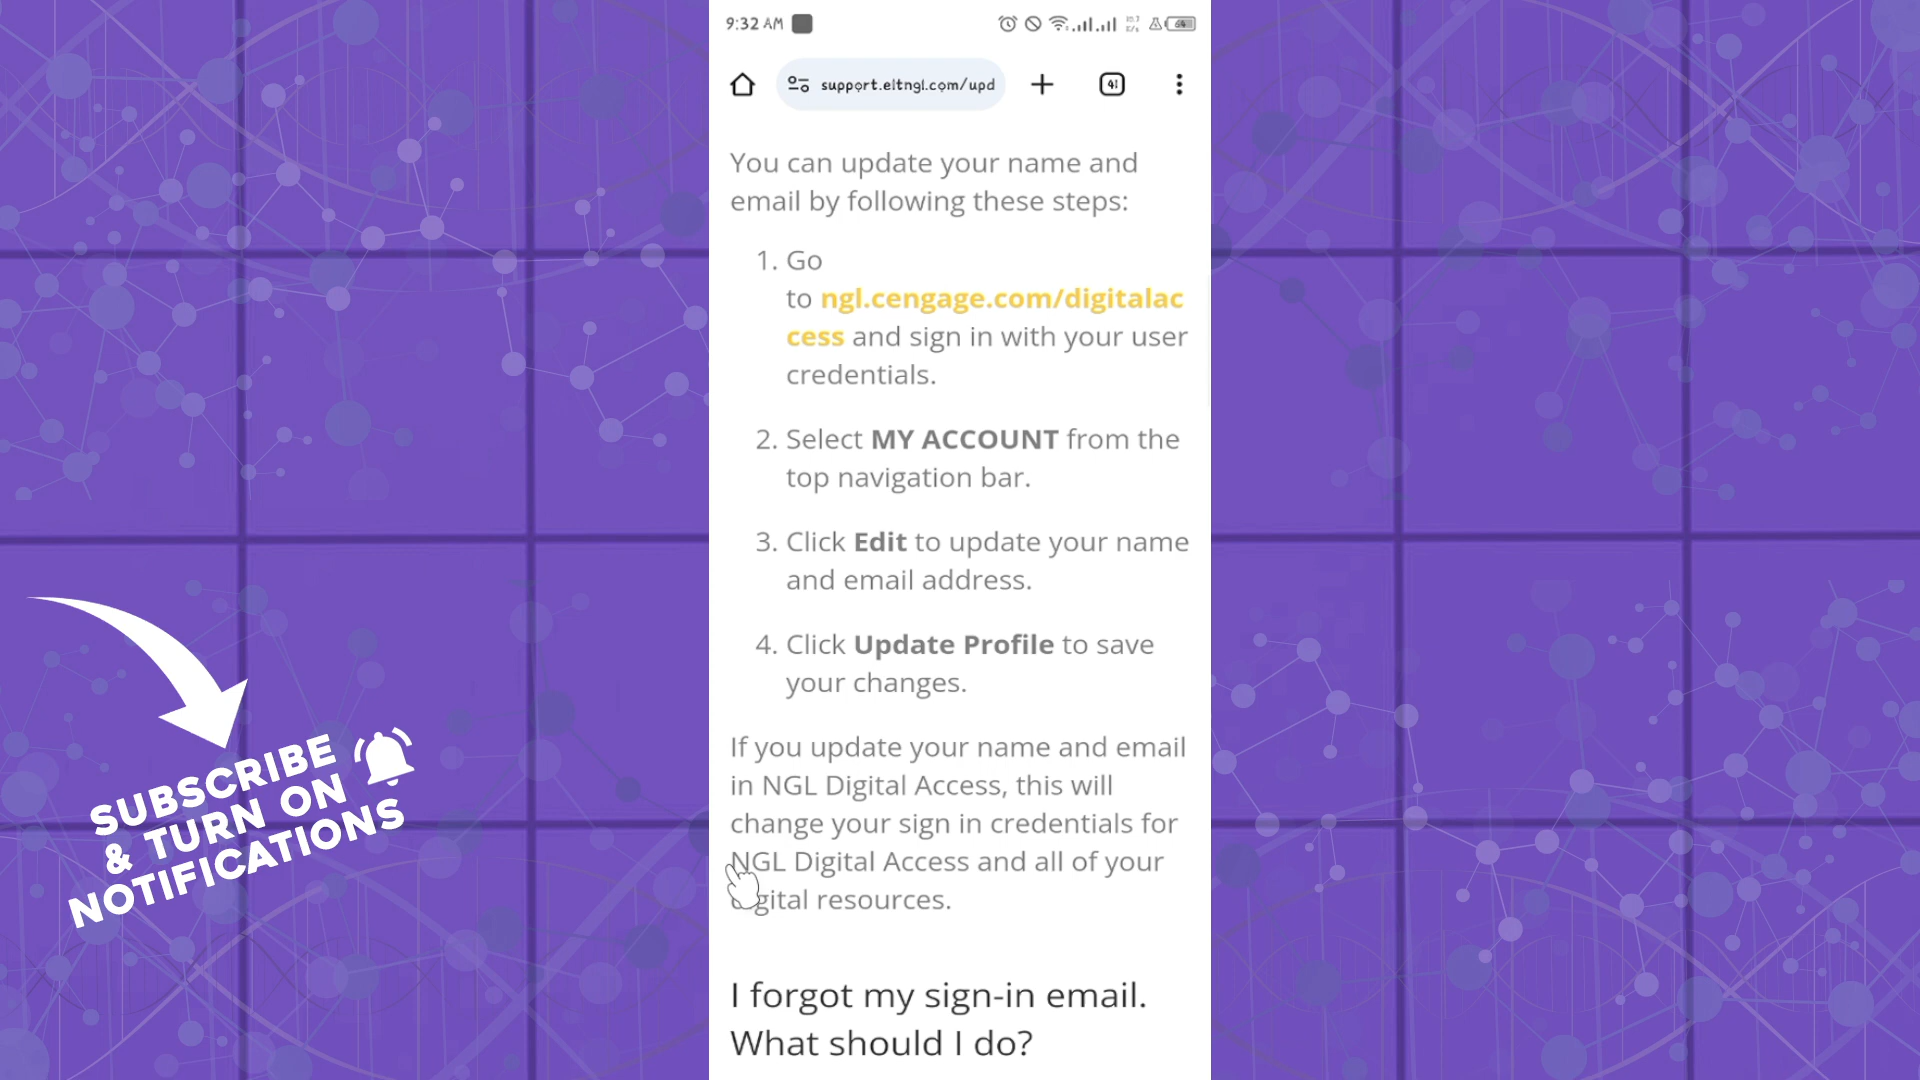 9:32 AM
support.eltngl.com/upd
You can update your name and
email by following these steps:
1. Go
to ngl.cengage.com/digitalac
cess and sign in with your user
credentials.
2. Select MY ACCOUNT from the
top navigation bar.
3. Click Edit to update your name
and email address.
4. Click Update Profile to save
your changes.
If you update your name and email
in NGL Digital Access, this will
change your sign in credentials for
NGL Digital Access and all of your
digital resources.
I forgot my sign-in email.
What should I do?
SUBSCRIBE
& TURN ON
NOTIFICATIONS